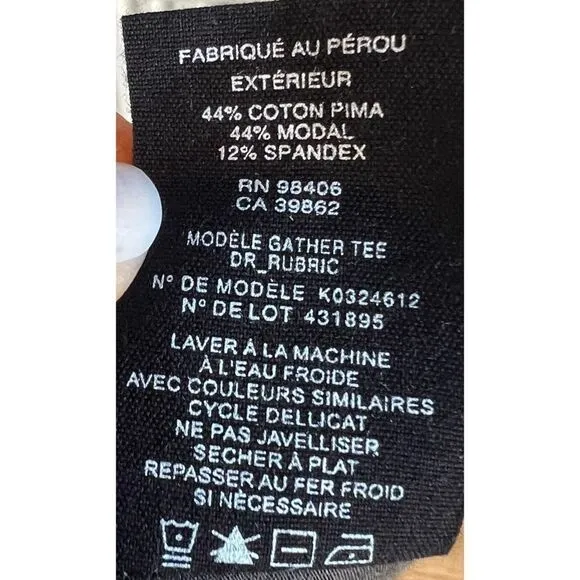 FABRIQUÉ AU PÉROU
EXTÉRIEUR
44% COTON PIMA
44% MODAL
12% SPANDEX
RN 98406
CA 39862
MODÈLE GATHER TEE
DR_RUBRIC
N° DE MODÈLE K0324612
N° DE LOT 431895
LAVER À LA MACHINE
À L'EAU FROIDE
AVEC COULEURS SIMILAIRES
CYCLE DELLICAT
NE PAS JAVELLISER
SECHER À PLAT
REPASSER AU FER FROID
SI NÈCESSAIRE